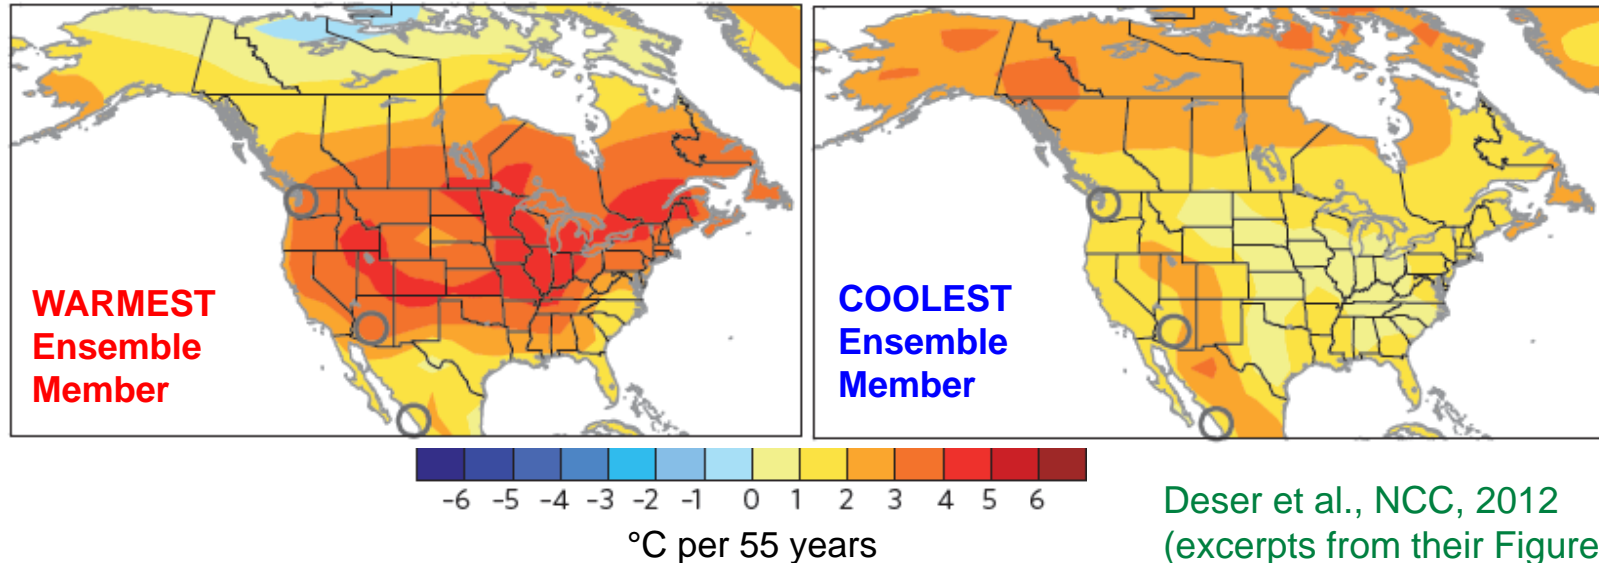 WARMEST
Ensemble
Member
COOLEST
Ensemble
Member
-6 -5 -4 -3 -2 -1 0 1 2 3 4 5 6
°C per 55 years
Deser et al., NCC, 2012
(excerpts from their Figure